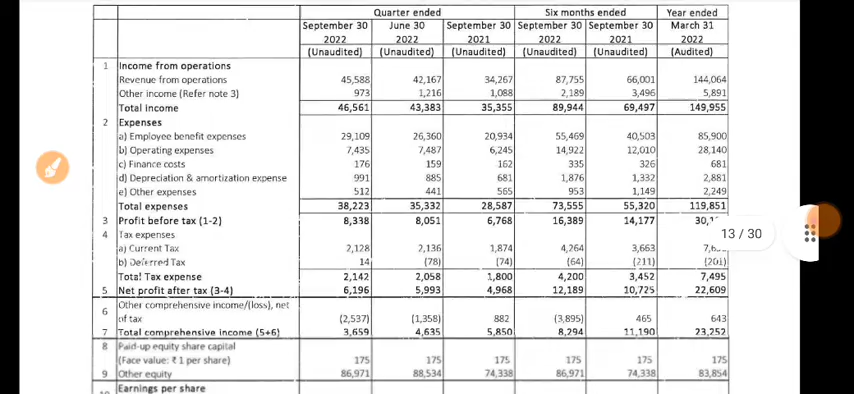 Quarter ended Six months ended Year ended
September 30 June 30 September 30 September 30 September 30 March 31
2022 2022 2021 2022 2021 2022
(Unaudited) (Unaudited) (Unaudited) (Unaudited) (Unaudited) (Audited)
1 Income from operations
Revenue from operations 45,588 42,167 34,267 87,755 66,001 144,064
Other income (Refer note 3) 973 1,216 1,088 2,189 3,496 5,891
Total income 46,561 43,383 35,355 89,944 69,497 149,955
2 Expenses
a) Employee benefit expenses 29,109 26,360 20,934 55,469 40,503 85,900
b) Operating expenses 7,435 7,487 6,245 14,922 12,010 28,140
c) Finance costs 176 159 162 335 326 681
d) Depreciation & amortization expense 991 885 681 1,876 1,332 2,881
e) Other expenses 512 441 565 953 1,149 2,249
Total expenses 38,223 35,332 28,587 73,555 55,320 119,851
3 Profit before tax (1-2) 8,338 8,051 6,768 16,389 14,177
4 Tax expenses
13 / 30
a) Current Tax 2,128 2,136 1,874 4,264 3,663
b) Deferred Tax 14 (78) (74) (64) (211) (201)
Total Tax expense 2,142 2,058 1,800 4,200 3,452 7,495
5 Net profit after tax (3-4) 6,196 5,993 4,968 12,189 10,725 22,609
6 Other comprehensive income/(loss), net
of tax (2,537) (1,358) 882 (3,895) 465 643
7 Total comprehensive income (5+6) 3,659 4,635 5,850 8,294 11,190 23,252
8 Paid-up equity share capital
(Face value: ₹ 1 per share) 175 175 175 175 175 175
9 Other equity 86,971 88,534 74,338 86,971 74,338 83,854
Earnings per share